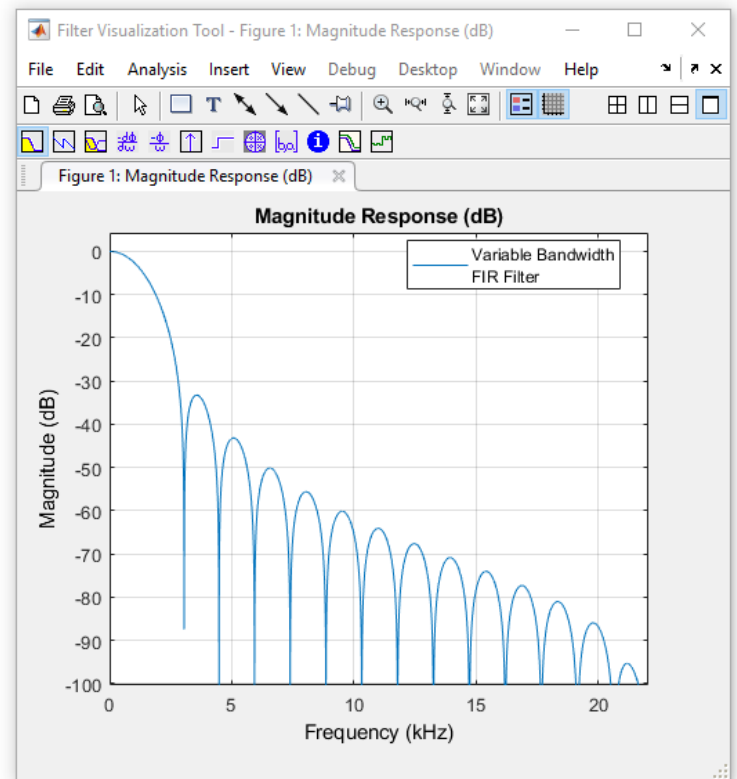 Filter Visualization Tool - Figure 1: Magnitude Response (dB)
File Edit Analysis Insert View Debug Desktop Window Help
T
[b,a]
i
Figure 1: Magnitude Response (dB)
Magnitude Response (dB)
Variable Bandwidth
FIR Filter
0
-10
-20
-30
-40
-50
-60
-70
-80
-90
-100
Magnitude (dB)
0 5 10 15 20
Frequency (kHz)